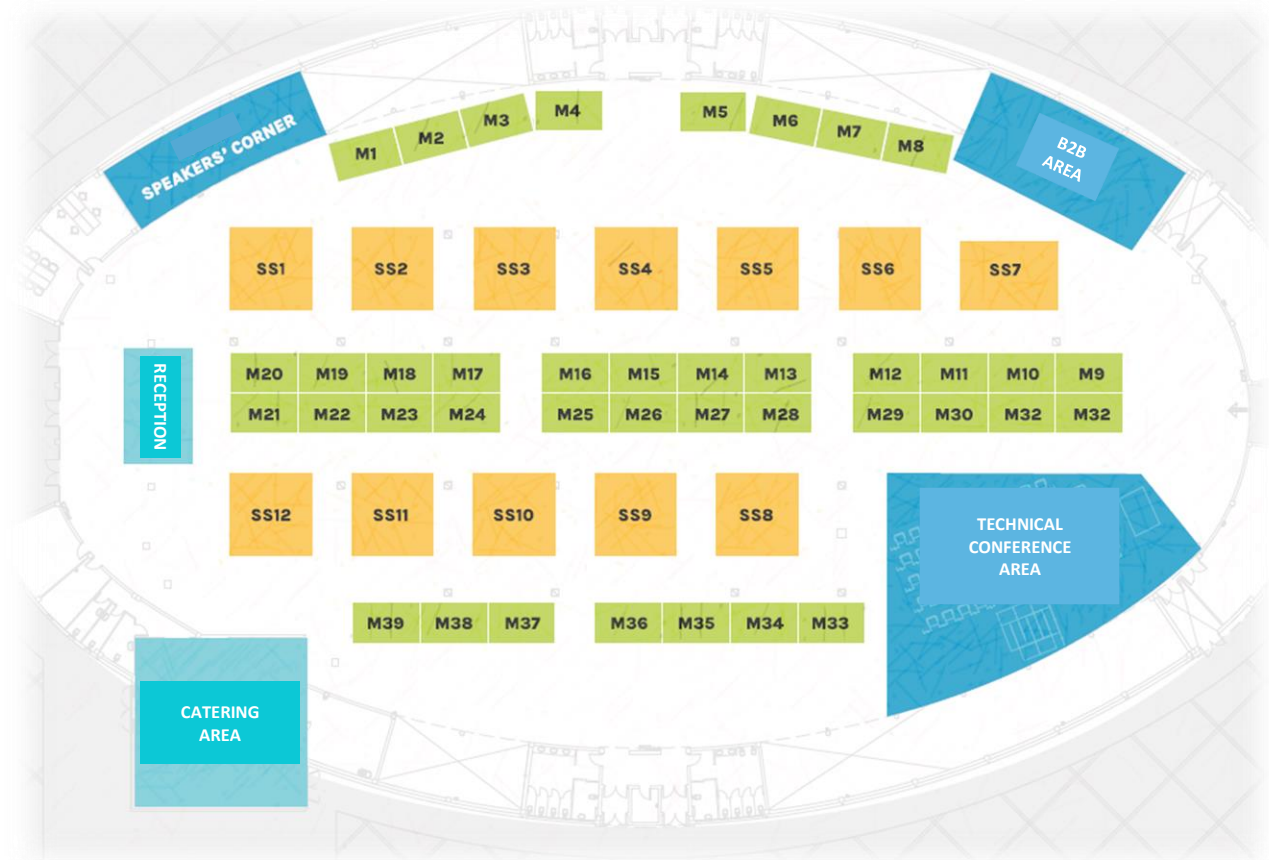 M4
M5
M3
M6
M2
M7
M1
M8
SPEAKERS' CORNER
B2B
AREA
SS1 SS2 SS3 SS4 SS5 SS6 SS7
RECEPTION
M20 M19 M18 M17 M16 M15 M14 M13 M12 M11 M10 M9
M21 M22 M23 M24 M25 M26 M27 M28 M29 M30 M32 M32
SS12 SS11 SS10 SS9 SS8
TECHNICAL
CONFERENCE
AREA
M39 M38 M37 M36 M35 M34 M33
CATERING
AREA